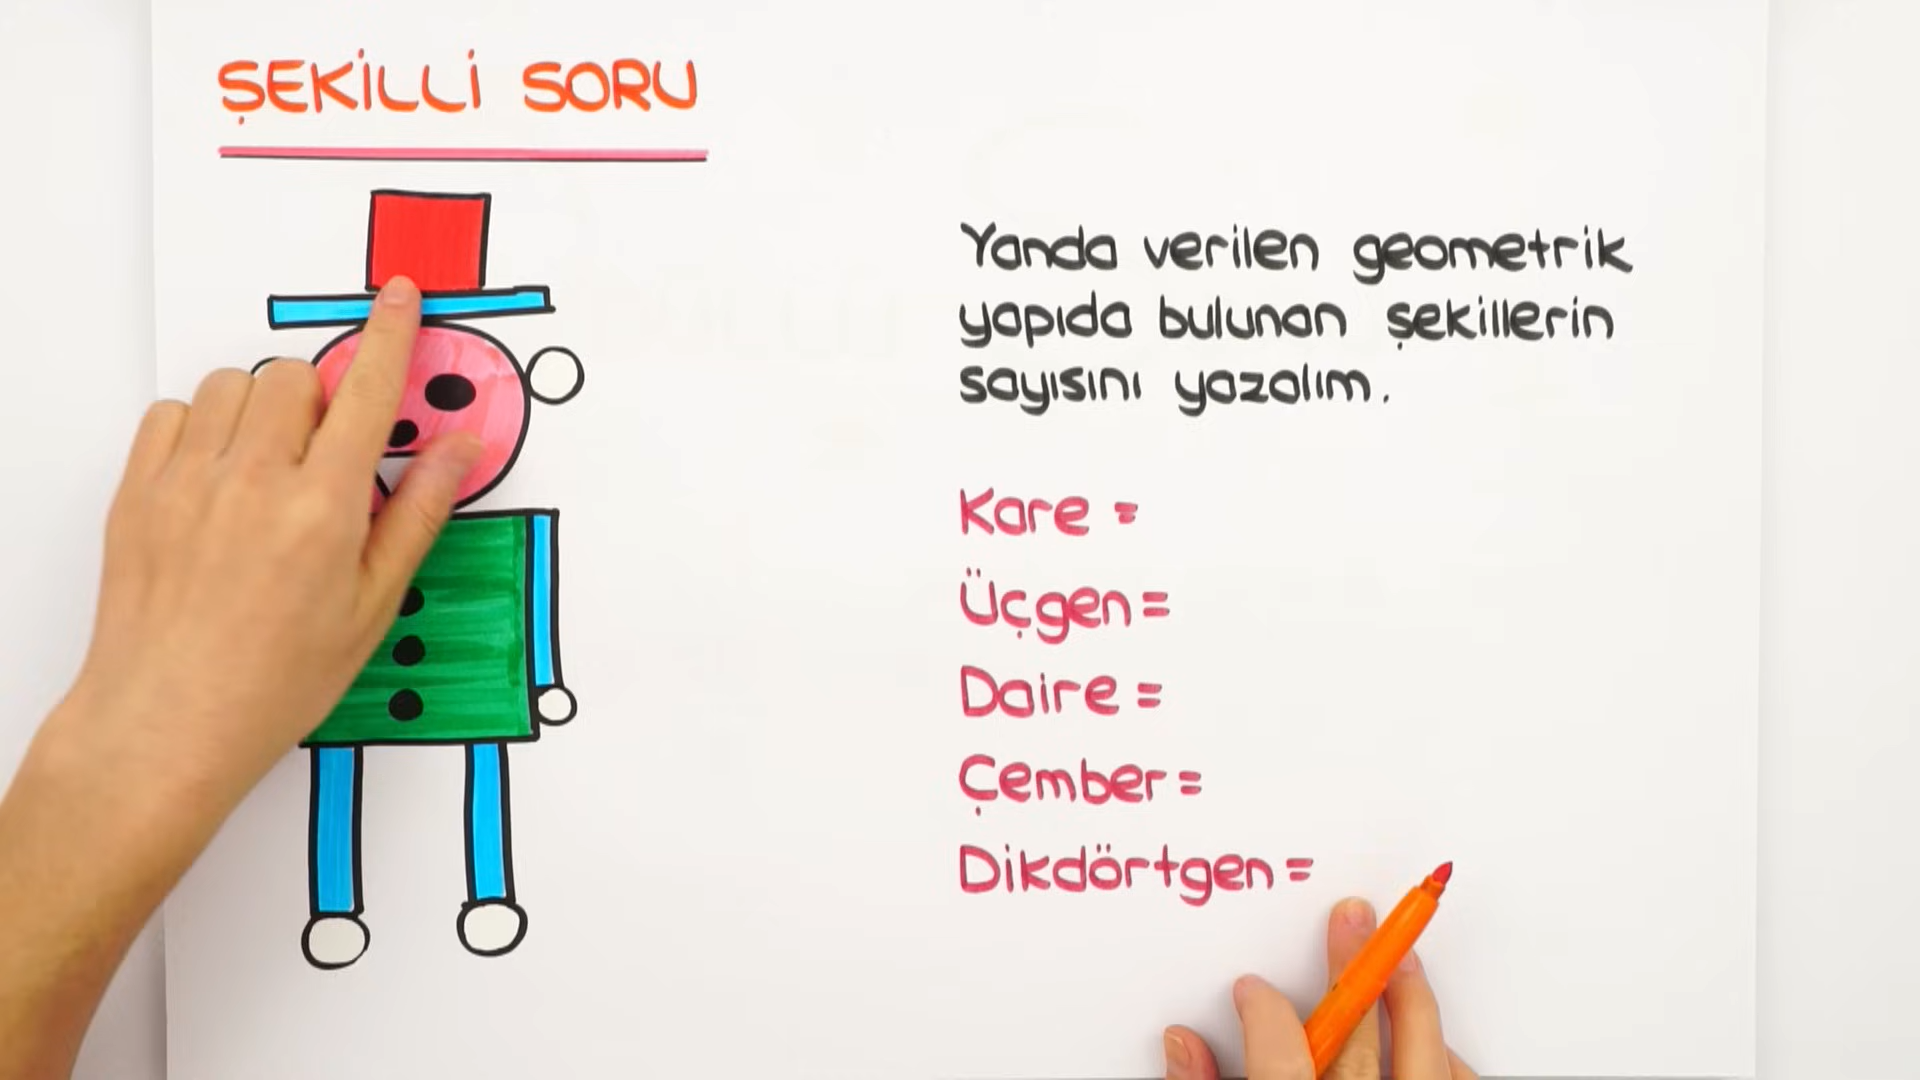 ŞEKİLLİ SORU
Yanda verilen geometrik
yapıda bulunan şekillerin
sayısını yazalım.
Kare =
Üçgen =
Daire =
Çember =
Dikdörtgen =